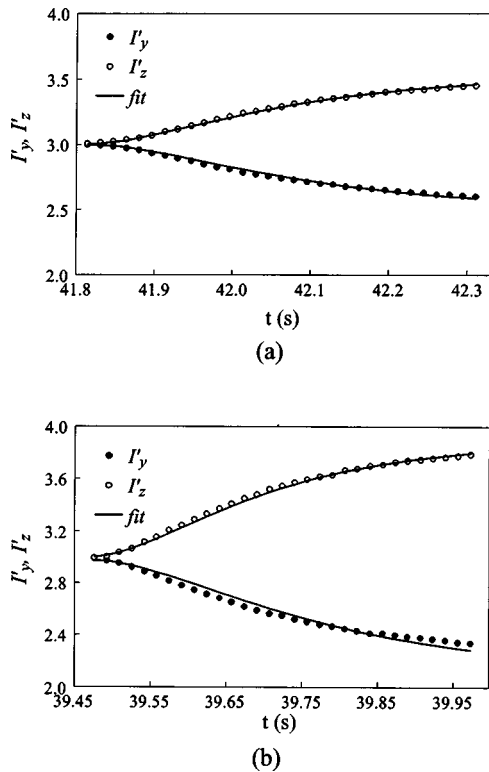 4.0
I'y
I'z
fit
3.5
I'y, I'z
3.0
2.5
2.0
41.8 41.9 42.0 42.1 42.2 42.3
t (s)
(a)
4.0
I'y
I'z
fit
3.6
3.2
I'y, I'z
2.8
2.4
2.0
39.45 39.55 39.65 39.75 39.85 39.95
t (s)
(b)